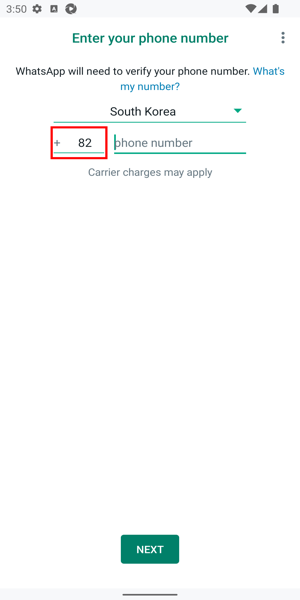 3:50
Enter your phone number
WhatsApp will need to verify your phone number. What's
my number?
South Korea
+ 82 phone number
Carrier charges may apply
NEXT